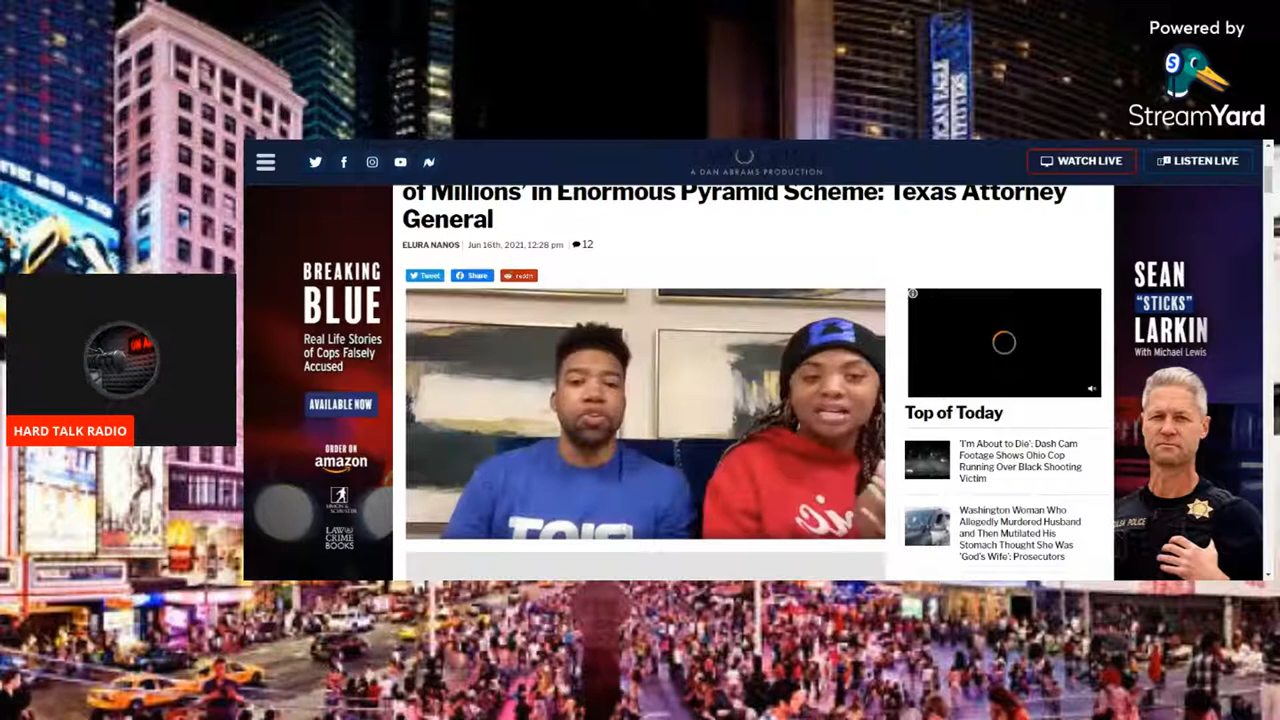 Powered by
StreamYard
WATCH LIVE
LISTEN LIVE
A DAN ABRAMS PRODUCTION
of Millions' in Enormous Pyramid Scheme: Texas Attorney
General
ELURA NANOS | Jun 16th, 2021, 12:28 pm
12
Tweet
Share
reddit
BREAKING
BLUE
Real Life Stories
of Cops Falsely
Accused
AVAILABLE NOW
ORDER ON
amazon
SIMON &
SCHUSTER
LAW&
CRIME
BOOKS
HARD TALK RADIO
Top of Today
'I'm About to Die': Dash Cam
Footage Shows Ohio Cop
Running Over Black Shooting
Victim
Washington Woman Who
Allegedly Murdered Husband
and Then Mutilated His
Stomach Thought She Was
'God's Wife': Prosecutors
SEAN
"STICKS"
LARKIN
With Michael Lewis
POLICE